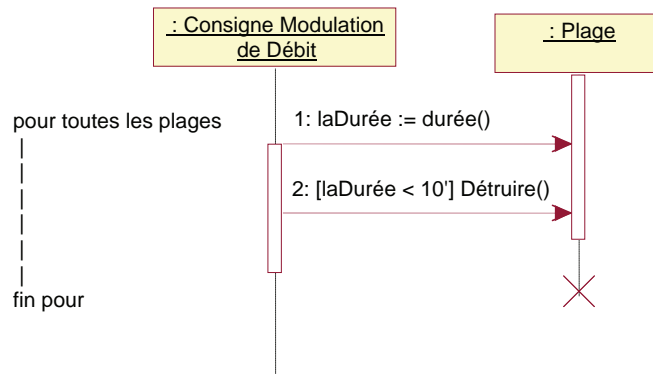 : Consigne Modulation
de Débit
: Plage
pour toutes les plages
1: laDurée := durée()
2: [laDurée < 10'] Détruire()
fin pour